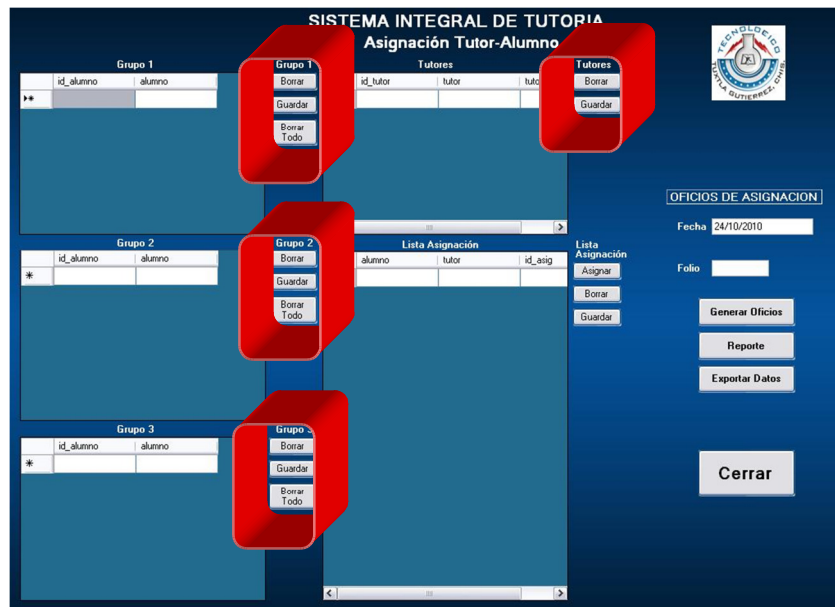 SISTEMA INTEGRAL DE TUTORIA
Asignación Tutor-Alumno
TECNOLOGICO
TUXTLA GUTIERREZ, CHIS.
Grupo 1
id_alumno alumno
Grupo 1
Borrar
Guardar
Borrar Todo
Tutores
id_tutor tutor
Tutores
Borrar
Guardar
Grupo 2
id_alumno alumno
Grupo 2
Borrar
Guardar
Borrar Todo
Lista Asignación
alumno tutor id_asig
Lista
Asignación
Asignar
Borrar
Guardar
Grupo 3
id_alumno alumno
Grupo 3
Borrar
Guardar
Borrar Todo
OFICIOS DE ASIGNACION
Fecha 24/10/2010
Folio
Generar Oficios
Reporte
Exportar Datos
Cerrar